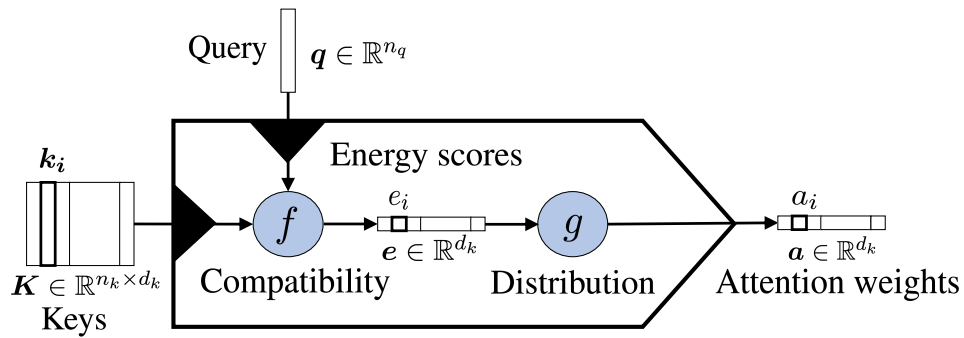 Query
q ∈ ℝ^{n_q}
Energy scores
k_i
e_i
a_i
f
g
e ∈ ℝ^{d_k}
a ∈ ℝ^{d_k}
K ∈ ℝ^{n_k×d_k}
Compatibility
Distribution
Attention weights
Keys